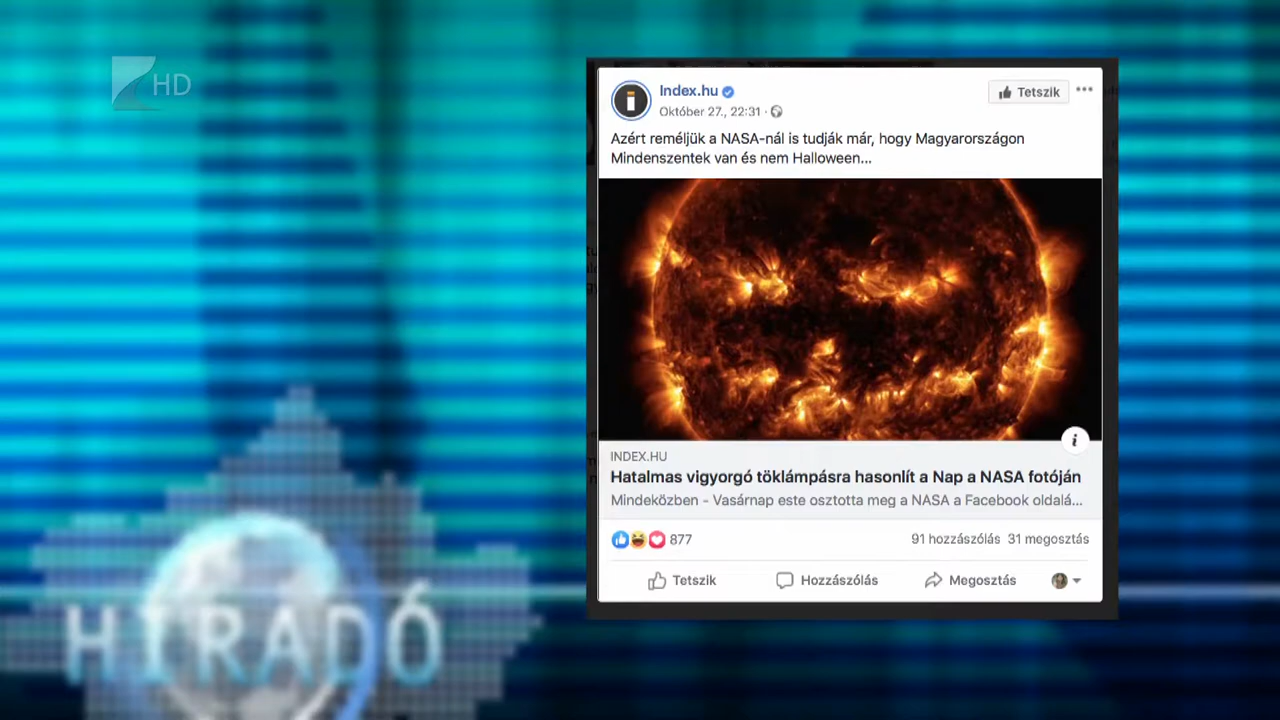 HD
Index.hu
Tetszik
Október 27., 22:31
Azért reméljük a NASA-nál is tudják már, hogy Magyarországon
Mindenszentek van és nem Halloween...
INDEX.HU
Hatalmas vigyorgó töklámpásra hasonlít a Nap a NASA fotóján
Mindeközben - Vasárnap este osztotta meg a NASA a Facebook oldalá...
877
91 hozzászólás 31 megosztás
Tetszik
Hozzászólás
Megosztás
HÍRADÓ